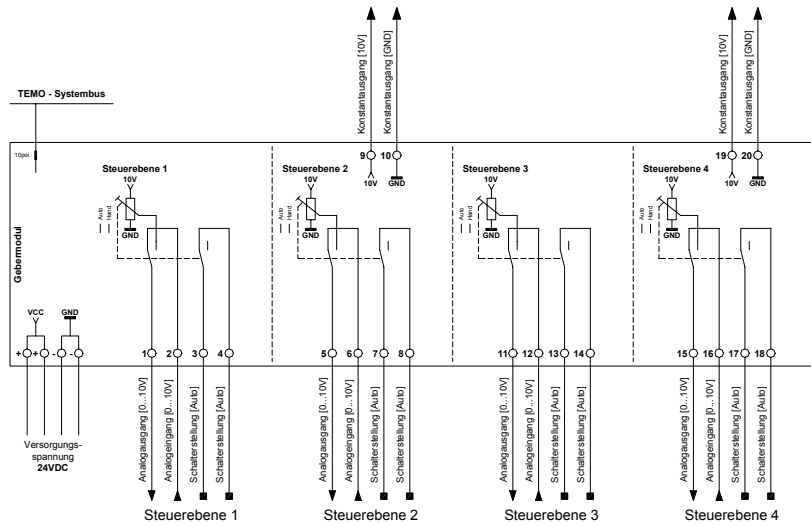 Konstantausgang [10V]
Konstantausgang [GND]
Konstantausgang [10V]
Konstantausgang [GND]
TEMO - Systembus
10pol.
9
10
19
20
10V
GND
10V
GND
Steuerebene 1
Steuerebene 2
Steuerebene 3
Steuerebene 4
10V
10V
10V
10V
Auto
Hand
Auto
Hand
Auto
Hand
Auto
Hand
GND
GND
GND
GND
Gebermodul
VCC
GND
+
+
-
-
1
2
3
4
5
6
7
8
11
12
13
14
15
16
17
18
Versorgungs-
spannung
24VDC
Analogausgang [0...10V]
Analogeingang [0...10V]
Schalterstellung [Auto]
Schalterstellung [Auto]
Analogausgang [0...10V]
Analogeingang [0...10V]
Schalterstellung [Auto]
Schalterstellung [Auto]
Analogausgang [0...10V]
Analogeingang [0...10V]
Schalterstellung [Auto]
Schalterstellung [Auto]
Analogausgang [0...10V]
Analogeingang [0...10V]
Schalterstellung [Auto]
Schalterstellung [Auto]
Steuerebene 1
Steuerebene 2
Steuerebene 3
Steuerebene 4